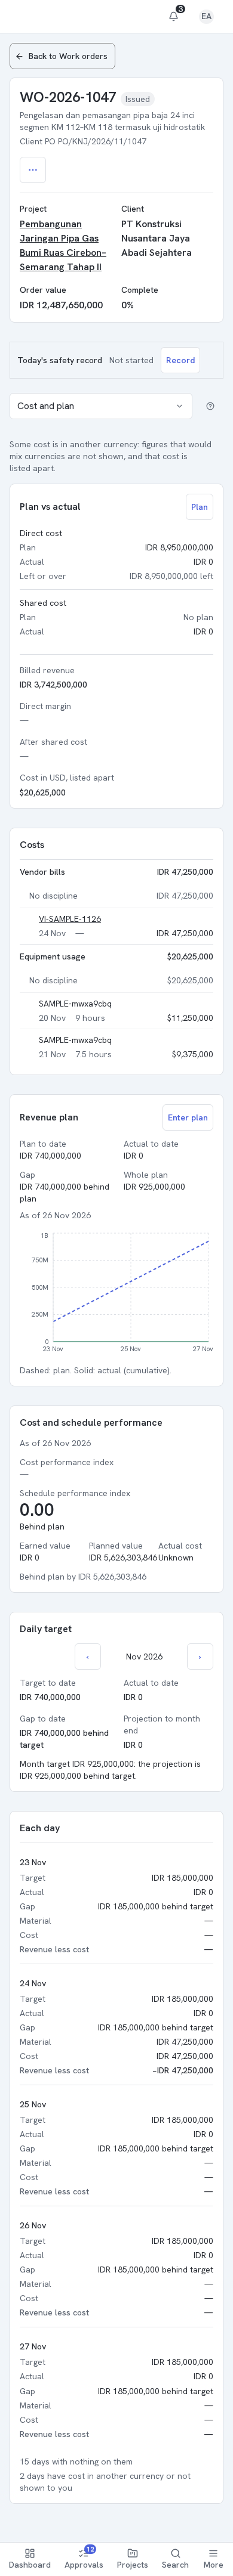 3
EA
← Back to Work orders
WO-2026-1047 Issued
Pengelasan dan pemasangan pipa baja 24 inci
segmen KM 112–KM 118 termasuk uji hidrostatik
Client PO PO/KNJ/2026/11/1047
...
Project
Pembangunan
Jaringan Pipa Gas
Bumi Ruas Cirebon–
Semarang Tahap II
Client
PT Konstruksi
Nusantara Jaya
Abadi Sejahtera
Order value
IDR 12,487,650,000
Complete
0%
Today's safety record Not started Record
Cost and plan
Some cost is in another currency: figures that would
mix currencies are not shown, and that cost is
listed apart.
Plan vs actual Plan
Direct cost
Plan IDR 8,950,000,000
Actual IDR 0
Left or over IDR 8,950,000,000 left
Shared cost
Plan No plan
Actual IDR 0
Billed revenue
IDR 3,742,500,000
Direct margin
—
After shared cost
—
Cost in USD, listed apart
$20,625,000
Costs
Vendor bills IDR 47,250,000
No discipline IDR 47,250,000
VI-SAMPLE-1126
24 Nov — IDR 47,250,000
Equipment usage $20,625,000
No discipline $20,625,000
SAMPLE-mwxa9cbq
20 Nov 9 hours $11,250,000
SAMPLE-mwxa9cbq
21 Nov 7.5 hours $9,375,000
Revenue plan Enter plan
Plan to date
IDR 740,000,000
Actual to date
IDR 0
Gap
IDR 740,000,000 behind
plan
Whole plan
IDR 925,000,000
As of 26 Nov 2026
1B
750M
500M
250M
0
23 Nov 25 Nov 27 Nov
Dashed: plan. Solid: actual (cumulative).
Cost and schedule performance
As of 26 Nov 2026
Cost performance index
—
Schedule performance index
0.00
Behind plan
Earned value
IDR 0
Planned value
IDR 5,626,303,846
Actual cost
Unknown
Behind plan by IDR 5,626,303,846
Daily target
‹ Nov 2026 ›
Target to date
IDR 740,000,000
Actual to date
IDR 0
Gap to date
IDR 740,000,000 behind
target
Projection to month
end
IDR 0
Month target IDR 925,000,000: the projection is
IDR 925,000,000 behind target.
Each day
23 Nov
Target IDR 185,000,000
Actual IDR 0
Gap IDR 185,000,000 behind target
Material —
Cost —
Revenue less cost —
24 Nov
Target IDR 185,000,000
Actual IDR 0
Gap IDR 185,000,000 behind target
Material IDR 47,250,000
Cost IDR 47,250,000
Revenue less cost -IDR 47,250,000
25 Nov
Target IDR 185,000,000
Actual IDR 0
Gap IDR 185,000,000 behind target
Material —
Cost —
Revenue less cost —
26 Nov
Target IDR 185,000,000
Actual IDR 0
Gap IDR 185,000,000 behind target
Material —
Cost —
Revenue less cost —
27 Nov
Target IDR 185,000,000
Actual IDR 0
Gap IDR 185,000,000 behind target
Material —
Cost —
Revenue less cost —
15 days with nothing on them
2 days have cost in another currency or not
shown to you
12
Dashboard Approvals Projects Search More